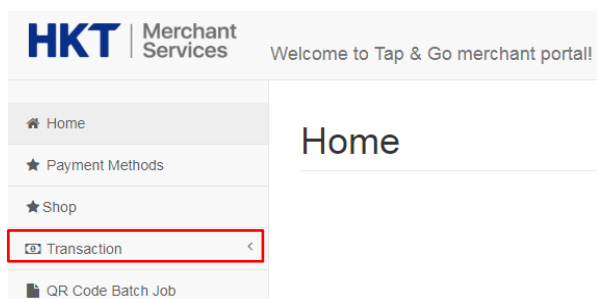 HKT Merchant Services
Welcome to Tap & Go merchant portal!
Home
Home
Payment Methods
Shop
Transaction
QR Code Batch Job